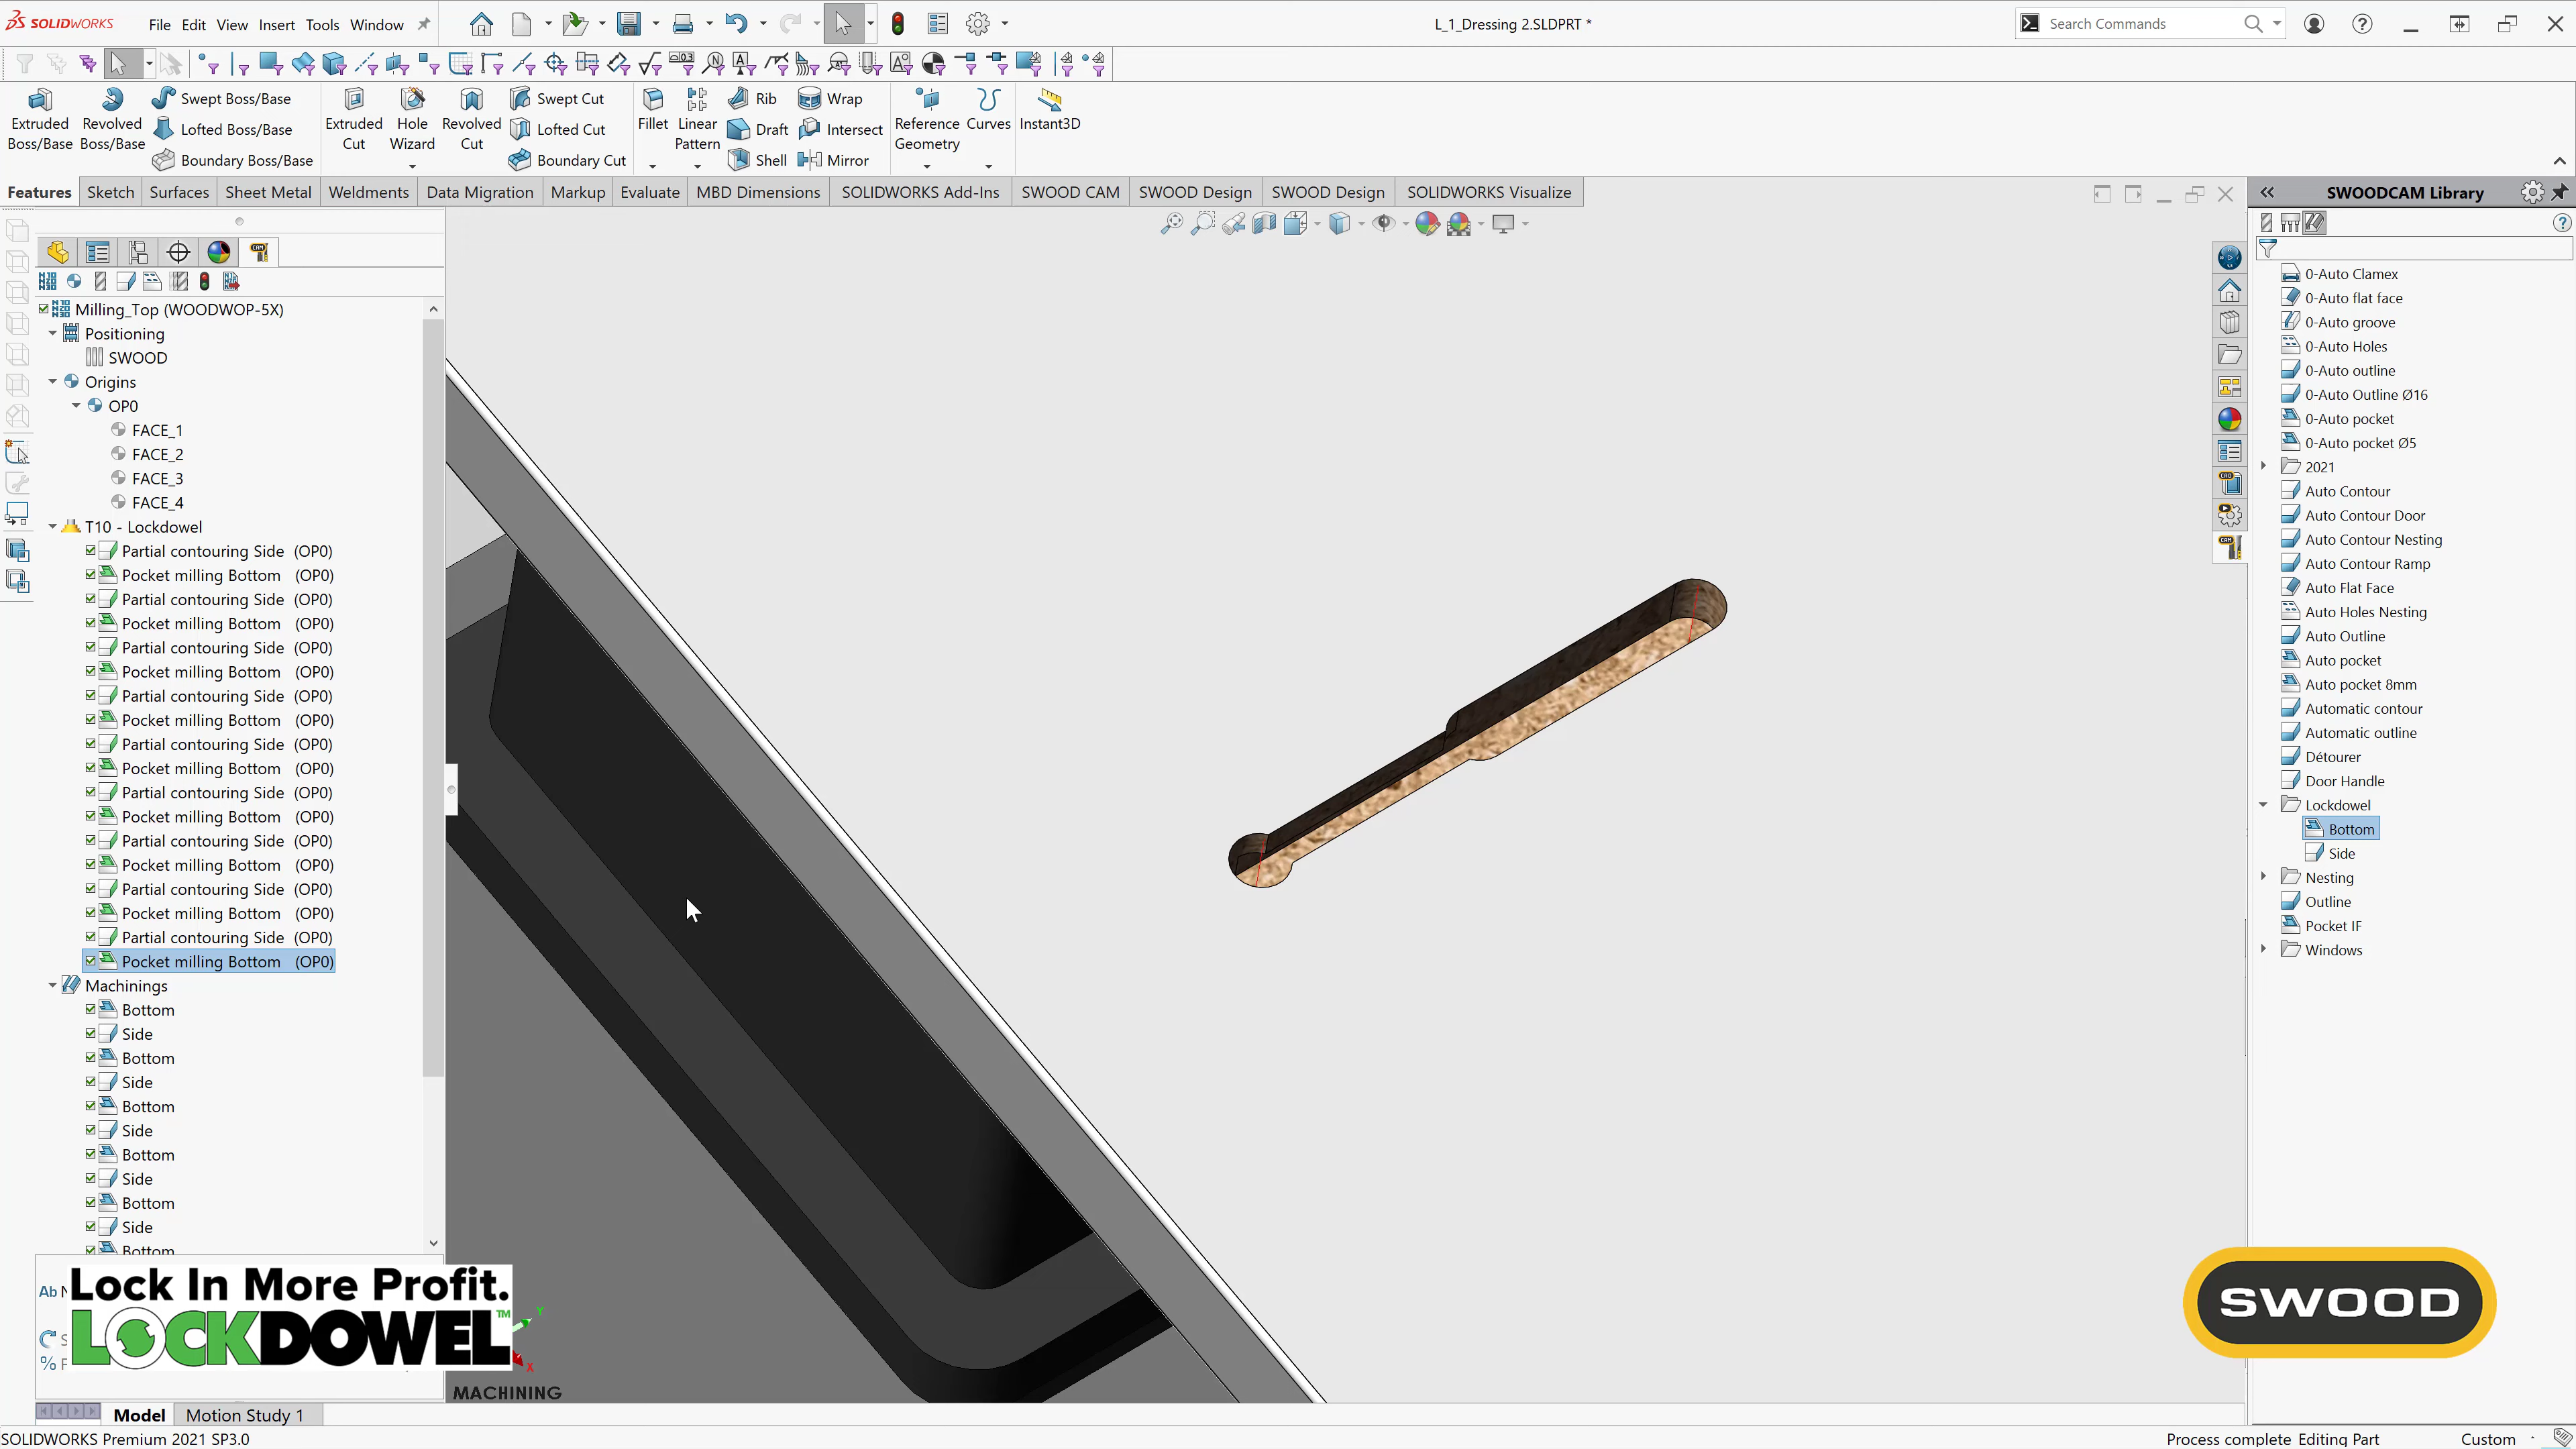 SOLIDWORKS File Edit View Insert Tools Window L_1_Dressing 2.SLDPRT * Search Commands
Extruded Boss/Base
Revolved Boss/Base
Swept Boss/Base
Lofted Boss/Base
Boundary Boss/Base
Extruded Cut
Hole Wizard
Revolved Cut
Swept Cut
Lofted Cut
Boundary Cut
Fillet
Linear Pattern
Rib
Draft
Shell
Wrap
Intersect
Mirror
Reference Geometry
Curves
Instant3D
Features Sketch Surfaces Sheet Metal Weldments Data Migration Markup Evaluate MBD Dimensions SOLIDWORKS Add-Ins SWOOD CAM SWOOD Design SWOOD Design SOLIDWORKS Visualize
Milling_Top (WOODWOP-5X)
Positioning
SWOOD
Origins
OP0
FACE_1
FACE_2
FACE_3
FACE_4
T10 - Lockdowel
Partial contouring Side (OP0)
Pocket milling Bottom (OP0)
Partial contouring Side (OP0)
Pocket milling Bottom (OP0)
Partial contouring Side (OP0)
Pocket milling Bottom (OP0)
Partial contouring Side (OP0)
Pocket milling Bottom (OP0)
Partial contouring Side (OP0)
Pocket milling Bottom (OP0)
Partial contouring Side (OP0)
Pocket milling Bottom (OP0)
Partial contouring Side (OP0)
Pocket milling Bottom (OP0)
Partial contouring Side (OP0)
Pocket milling Bottom (OP0)
Partial contouring Side (OP0)
Pocket milling Bottom (OP0)
Machinings
Bottom
Side
Bottom
Side
Bottom
Side
Bottom
Side
Bottom
Side
Bottom
Lock In More Profit.
LOCKDOWEL™
Y
X
MACHINING
Model Motion Study 1
SOLIDWORKS Premium 2021 SP3.0
SWOODCAM Library
0-Auto Clamex
0-Auto flat face
0-Auto groove
0-Auto Holes
0-Auto outline
0-Auto Outline Ø16
0-Auto pocket
0-Auto pocket Ø5
2021
Auto Contour
Auto Contour Door
Auto Contour Nesting
Auto Contour Ramp
Auto Flat Face
Auto Holes Nesting
Auto Outline
Auto pocket
Auto pocket 8mm
Automatic contour
Automatic outline
Détourer
Door Handle
Lockdowel
Bottom
Side
Nesting
Outline
Pocket IF
Windows
SWOOD
Process complete Editing Part Custom